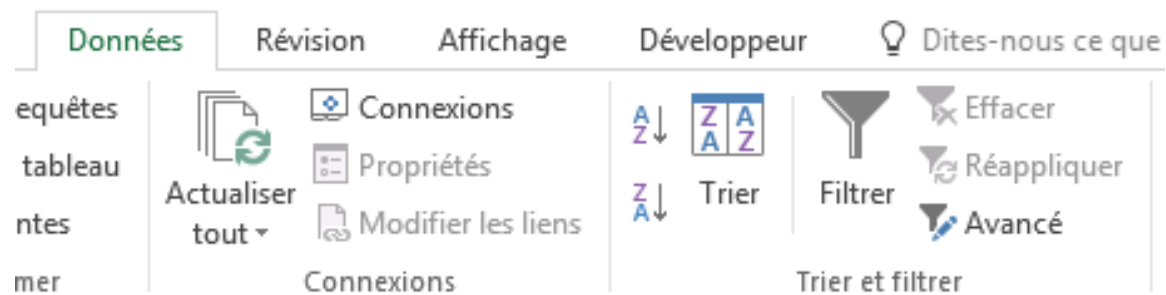 Données Révision Affichage Développeur Dites-nous ce que
equêtes
tableau
ntes
mer
Actualiser
tout
Connexions
Propriétés
Modifier les liens
Connexions
A
Z
Z
A
Z A
A Z
Trier
Filtrer
Effacer
Réappliquer
Avancé
Trier et filtrer